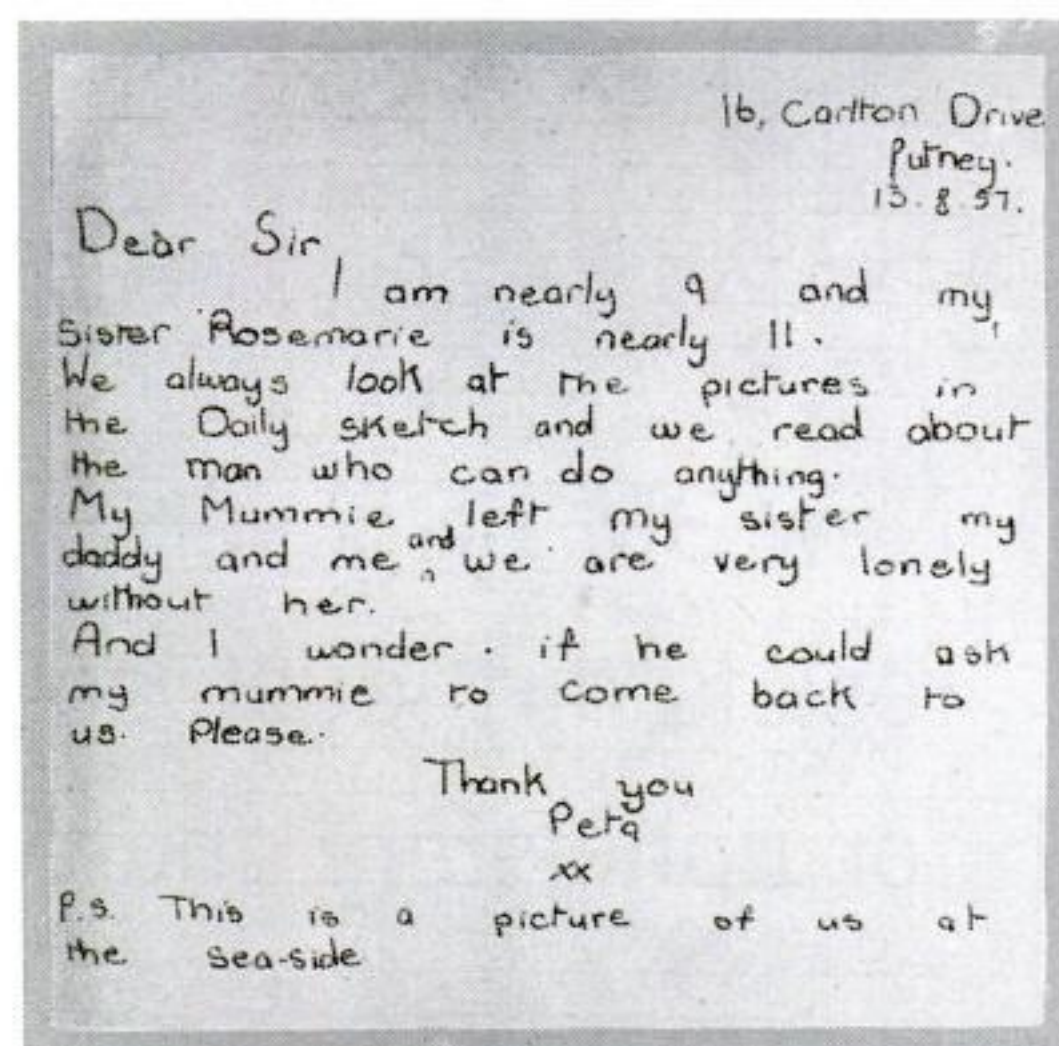 16, Carlton Drive
Putney.
13.8.57.
Dear Sir,
I am nearly 9 and my
Sister Rosemarie is nearly 11.
We always look at the pictures in
the Daily sketch and we read about
the man who can do anything.
My Mummie left my sister my
daddy and me and we are very lonely
without her.
And I wonder. if he could ask
my mummie to come back to
us. Please.
Thank you
Peta
xx
P.s. This is a picture of us at
the sea-side